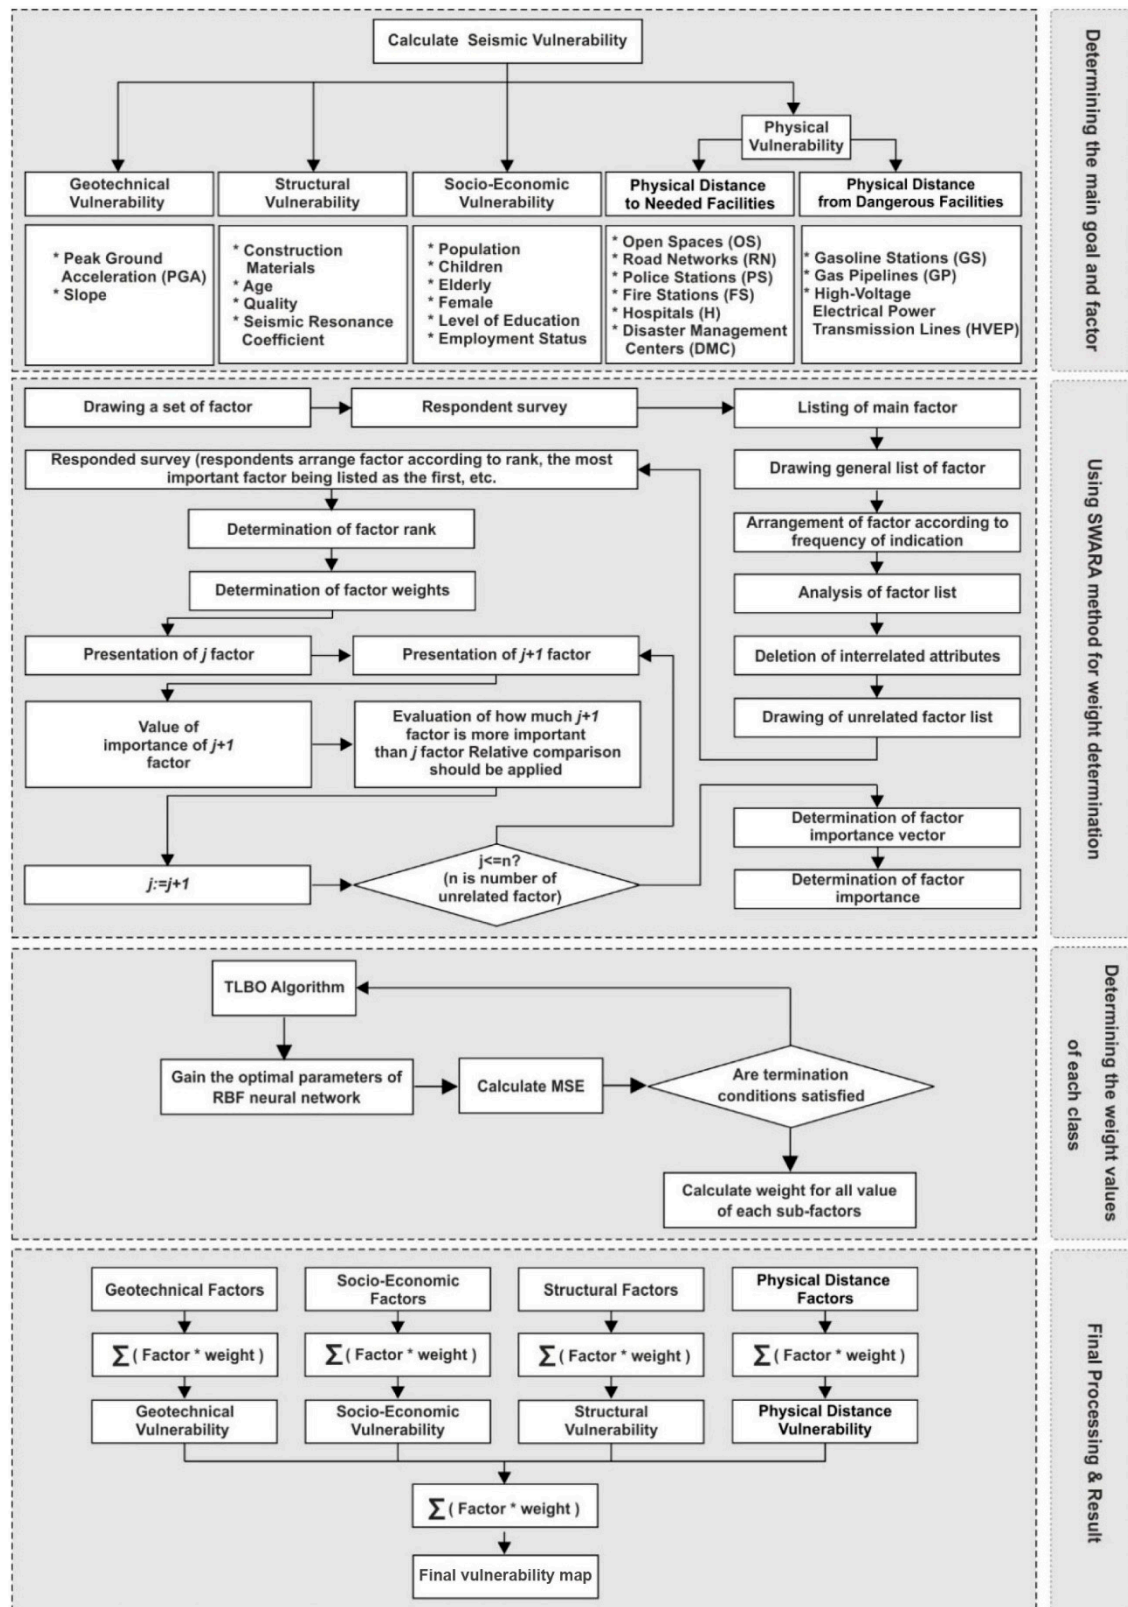 Calculate Seismic Vulnerability
Physical
Vulnerability
Geotechnical
Vulnerability
Structural
Vulnerability
Socio-Economic
Vulnerability
Physical Distance
to Needed Facilities
Physical Distance
from Dangerous Facilities
* Peak Ground
Acceleration (PGA)
* Slope
* Construction
Materials
* Age
* Quality
* Seismic Resonance
Coefficient
* Population
* Children
* Elderly
* Female
* Level of Education
* Employment Status
* Open Spaces (OS)
* Road Networks (RN)
* Police Stations (PS)
* Fire Stations (FS)
* Hospitals (H)
* Disaster Management
Centers (DMC)
* Gasoline Stations (GS)
* Gas Pipelines (GP)
* High-Voltage
Electrical Power
Transmission Lines (HVEP)
Determining the main goal and factor
Drawing a set of factor
Respondent survey
Listing of main factor
Responded survey (respondents arrange factor according to rank, the most
important factor being listed as the first, etc.
Drawing general list of factor
Determination of factor rank
Arrangement of factor according to
frequency of indication
Determination of factor weights
Analysis of factor list
Presentation of j factor
Presentation of j+1 factor
Deletion of interrelated attributes
Value of
importance of j+1
factor
Evaluation of how much j+1
factor is more important
than j factor Relative comparison
should be applied
Drawing of unrelated factor list
Determination of factor
importance vector
j:=j+1
j<=n?
(n is number of
unrelated factor)
Determination of factor
importance
Using SWARA method for weight determination
TLBO Algorithm
Gain the optimal parameters of
RBF neural network
Calculate MSE
Are termination
conditions satisfied
Calculate weight for all value
of each sub-factors
Determining the weight values
of each class
Geotechnical Factors
Socio-Economic
Factors
Structural Factors
Physical Distance
Factors
∑ ( Factor * weight )
∑ ( Factor * weight )
∑ ( Factor * weight )
∑ ( Factor * weight )
Geotechnical
Vulnerability
Socio-Economic
Vulnerability
Structural
Vulnerability
Physical Distance
Vulnerability
∑ ( Factor * weight )
Final vulnerability map
Final Processing & Result